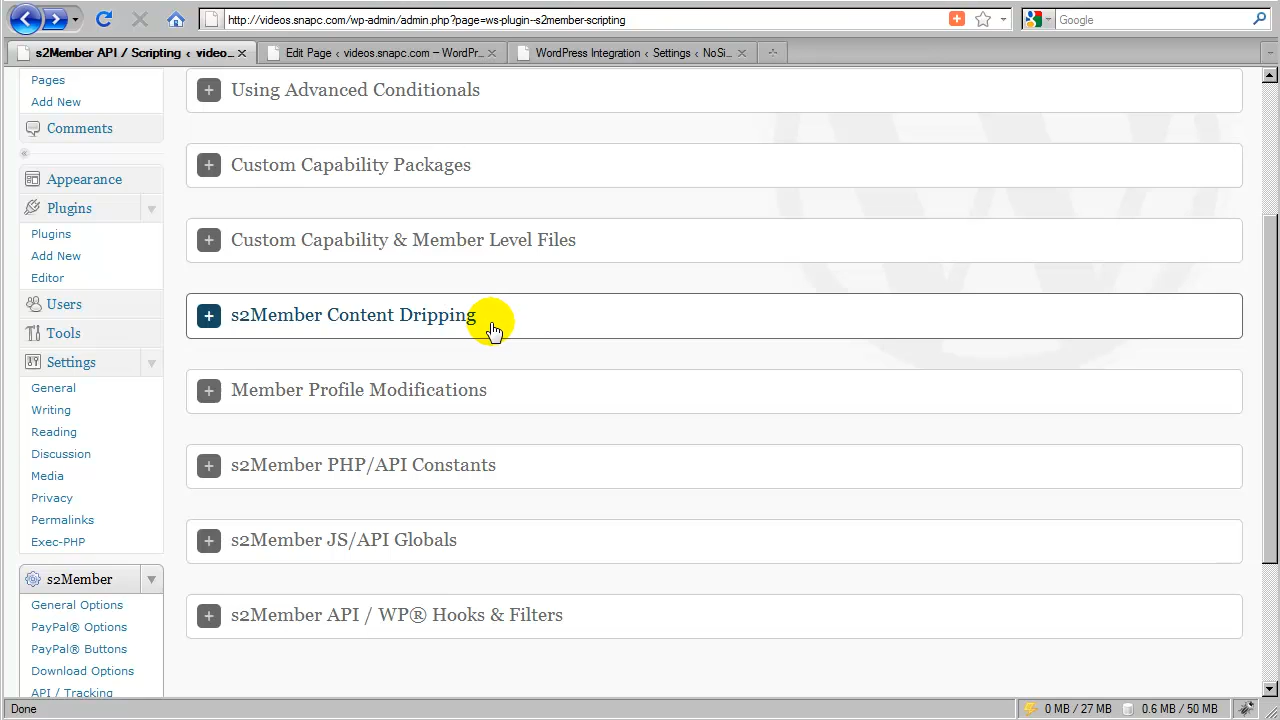 http://videos.snapc.com/wp-admin/admin.php?page=ws-plugin--s2member-scripting
Google
s2Member API / Scripting ‹ video...
Edit Page ‹ videos.snapc.com — WordPr...
WordPress Integration ‹ Settings ‹ NoSi...
Pages
Add New
Comments
Appearance
Plugins
Plugins
Add New
Editor
Users
Tools
Settings
General
Writing
Reading
Discussion
Media
Privacy
Permalinks
Exec-PHP
s2Member
General Options
PayPal® Options
PayPal® Buttons
Download Options
API / Tracking
Using Advanced Conditionals
Custom Capability Packages
Custom Capability & Member Level Files
s2Member Content Dripping
Member Profile Modifications
s2Member PHP/API Constants
s2Member JS/API Globals
s2Member API / WP® Hooks & Filters
Done
0 MB / 27 MB
0.6 MB / 50 MB